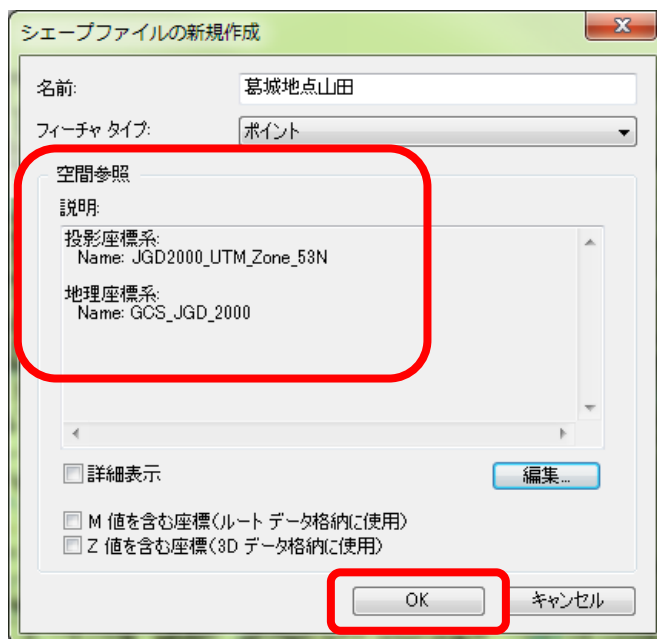 シェープファイルの新規作成
名前:
葛城地点山田
フィーチャ タイプ:
ポイント
空間参照
説明:
投影座標系:
Name: JGD2000_UTM_Zone_53N
地理座標系:
Name: GCS_JGD_2000
詳細表示
編集...
M 値を含む座標(ルート データ格納に使用)
Z 値を含む座標(3D データ格納に使用)
OK
キャンセル